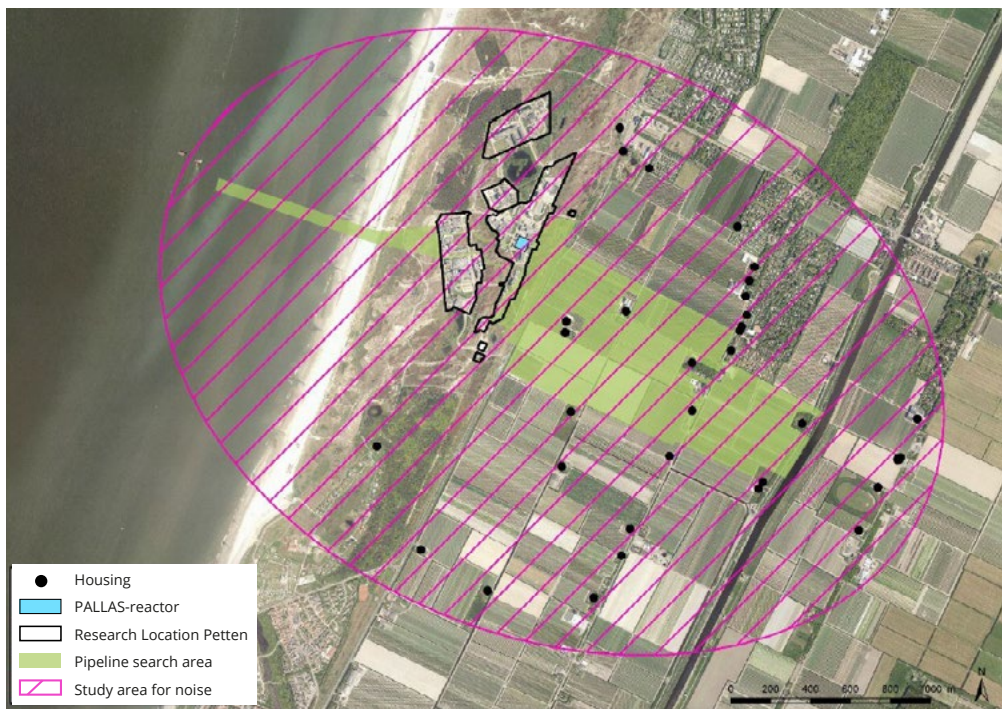 Housing
PALLAS-reactor
Research Location Petten
Pipeline search area
Study area for noise
N
0 200 400 600 800 1000 m